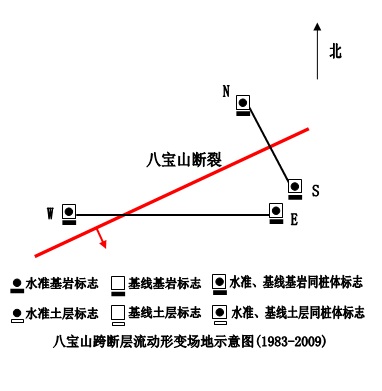 北
N
八宝山断裂
S
W
E
水准基岩标志 基线基岩标志 水准、基线基岩同桩体标志
水准土层标志 基线土层标志 水准、基线土层同桩体标志
八宝山跨断层流动形变场地示意图(1983-2009)